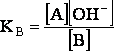 K_B = [A][OH⁻] / [B]